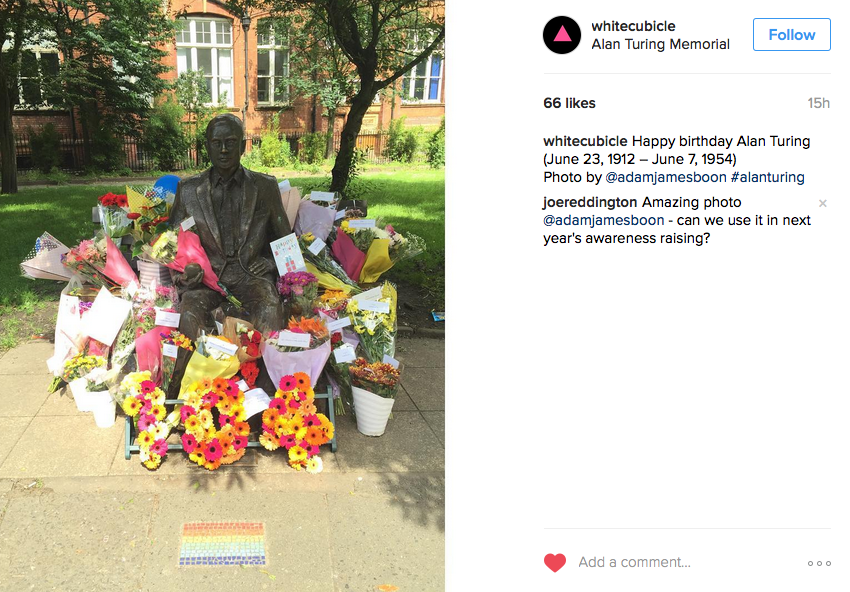 whitecubicle
Alan Turing Memorial
Follow
66 likes
15h
whitecubicle Happy birthday Alan Turing
(June 23, 1912 – June 7, 1954)
Photo by @adamjamesboon #alanturing
joereddington Amazing photo
@adamjamesboon - can we use it in next
year's awareness raising?
Add a comment...